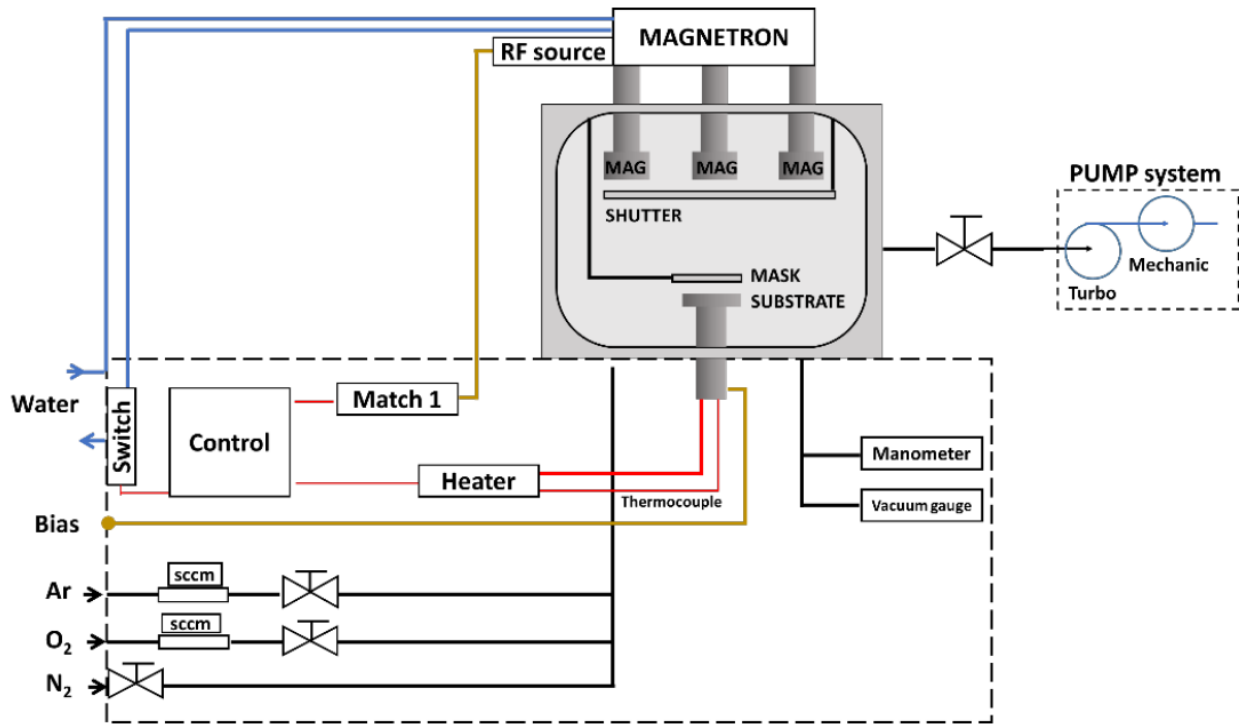 MAGNETRON
RF source
MAG
MAG
MAG
SHUTTER
MASK
SUBSTRATE
PUMP system
Mechanic
Turbo
Water
Switch
Control
Match 1
Heater
Thermocouple
Manometer
Vacuum gauge
Bias
Ar
sccm
O₂
sccm
N₂